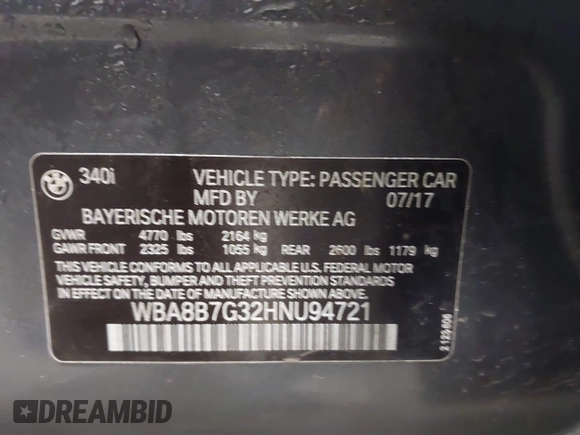 340i VEHICLE TYPE: PASSENGER CAR
MFD BY 07/17
BAYERISCHE MOTOREN WERKE AG
GVWR 4770 lbs 2164 kg
GAWR FRONT 2325 lbs 1055 kg REAR 2600 lbs 1179 kg
THIS VEHICLE CONFORMS TO ALL APPLICABLE U.S. FEDERAL MOTOR
VEHICLE SAFETY, BUMPER AND THEFT PREVENTION STANDARDS
IN EFFECT ON THE DATE OF MANUFACTURE SHOWN ABOVE.
WBA8B7G32HNU94721
2123606
DREAMBID